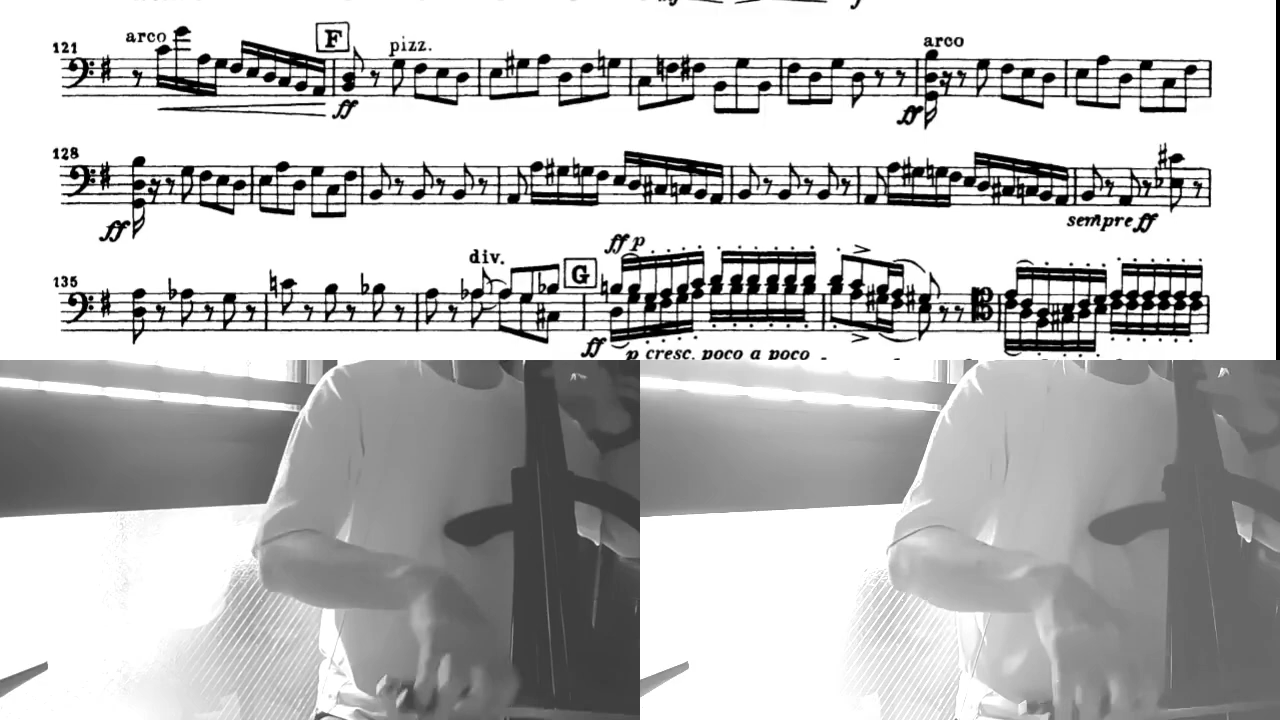 121 arco F pizz. arco
ff ff
128
ff sempre ff
ff p
135 div. G
ff p cresc. poco a poco